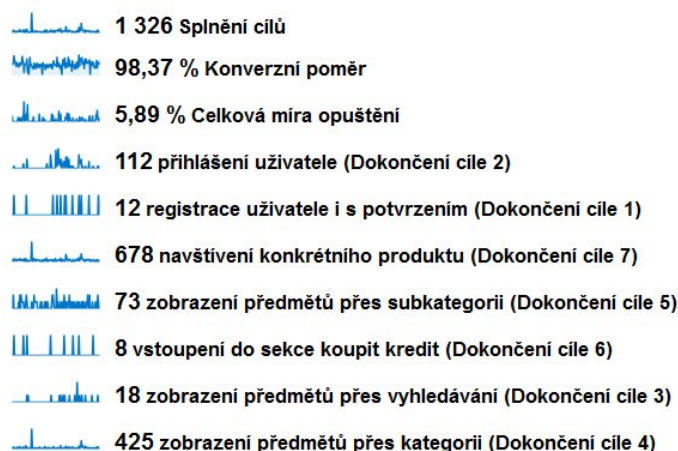 1 326 Splnění cílů
98,37 % Konverzní poměr
5,89 % Celková míra opuštění
112 přihlášení uživatele (Dokončení cíle 2)
12 registrace uživatele i s potvrzením (Dokončení cíle 1)
678 navštívení konkrétního produktu (Dokončení cíle 7)
73 zobrazení předmětů přes subkategorii (Dokončení cíle 5)
8 vstoupení do sekce koupit kredit (Dokončení cíle 6)
18 zobrazení předmětů přes vyhledávání (Dokončení cíle 3)
425 zobrazení předmětů přes kategorii (Dokončení cíle 4)